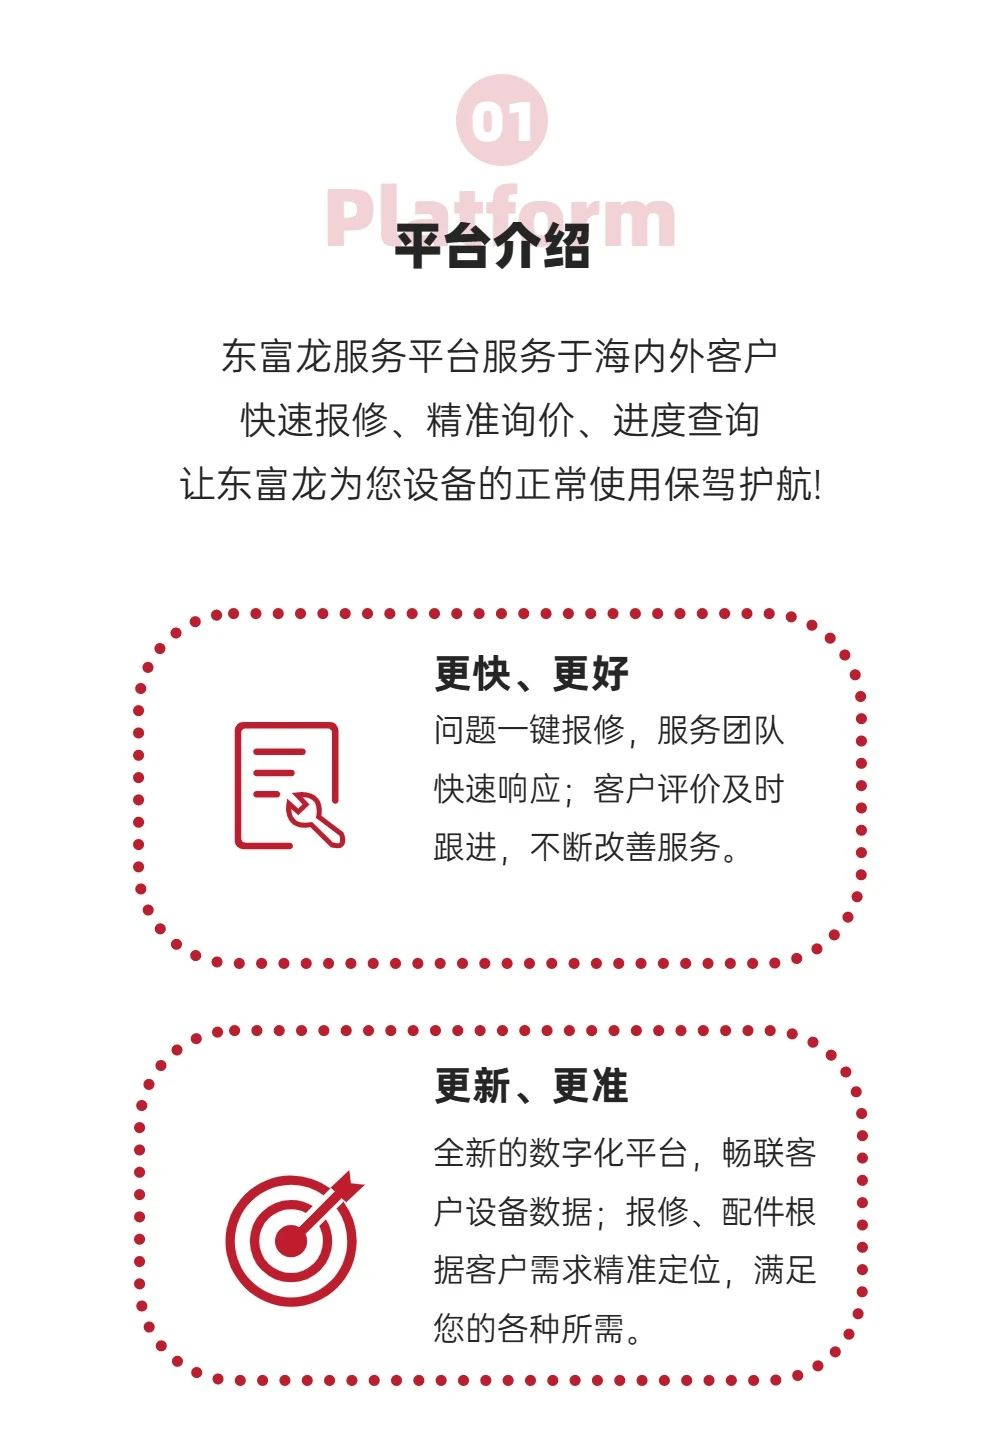 01
Platform
平台介绍
东富龙服务平台服务于海内外客户
快速报修、精准询价、进度查询
让东富龙为您设备的正常使用保驾护航!
更快、更好
问题一键报修，服务团队
快速响应；客户评价及时
跟进，不断改善服务。
更新、更准
全新的数字化平台，畅联客
户设备数据；报修、配件根
据客户需求精准定位，满足
您的各种所需。